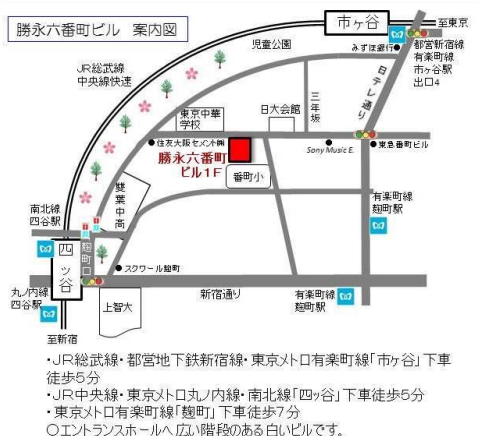 勝永六番町ビル 案内図
市ヶ谷
至東京
児童公園
みずほ銀行
都営新宿線
有楽町線
市ヶ谷駅
出口4
JR総武線
中央線快速
日テレ通り
三年坂
日大会館
東京中華
学校
住友大阪セメント㈱
勝永六番町
ビル1F
Sony Music E.
東急番町ビル
番町小
雙葉中高
有楽町線
麹町駅
南北線
四谷駅
四ッ谷
麹町口
スクワール麹町
新宿通り
有楽町線
麹町駅
丸ノ内線
四谷駅
上智大
至新宿
・JR総武線・都営地下鉄新宿線・東京メトロ有楽町線「市ヶ谷」下車
徒歩5分
・JR中央線・東京メトロ丸ノ内線・南北線「四ッ谷」下車徒歩5分
・東京メトロ有楽町線「麹町」下車徒歩7分
○エントランスホールへ広い階段のある白いビルです。